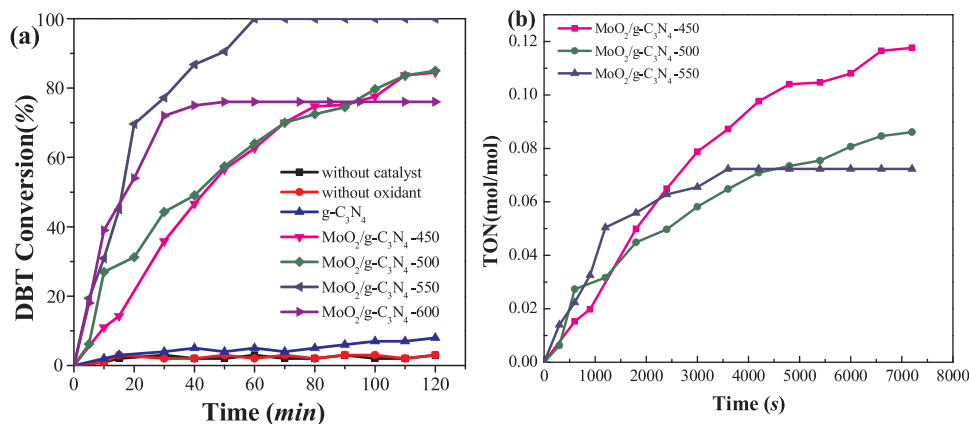 (a)
DBT Conversion(%)
100
80
60
40
20
0
without catalyst
without oxidant
g-C₃N₄
MoO₂/g-C₃N₄-450
MoO₂/g-C₃N₄-500
MoO₂/g-C₃N₄-550
MoO₂/g-C₃N₄-600
0 20 40 60 80 100 120
Time (min)
(b)
TON(mol/mol)
0.12
0.10
0.08
0.06
0.04
0.02
0.00
MoO₂/g-C₃N₄-450
MoO₂/g-C₃N₄-500
MoO₂/g-C₃N₄-550
0 1000 2000 3000 4000 5000 6000 7000 8000
Time (s)